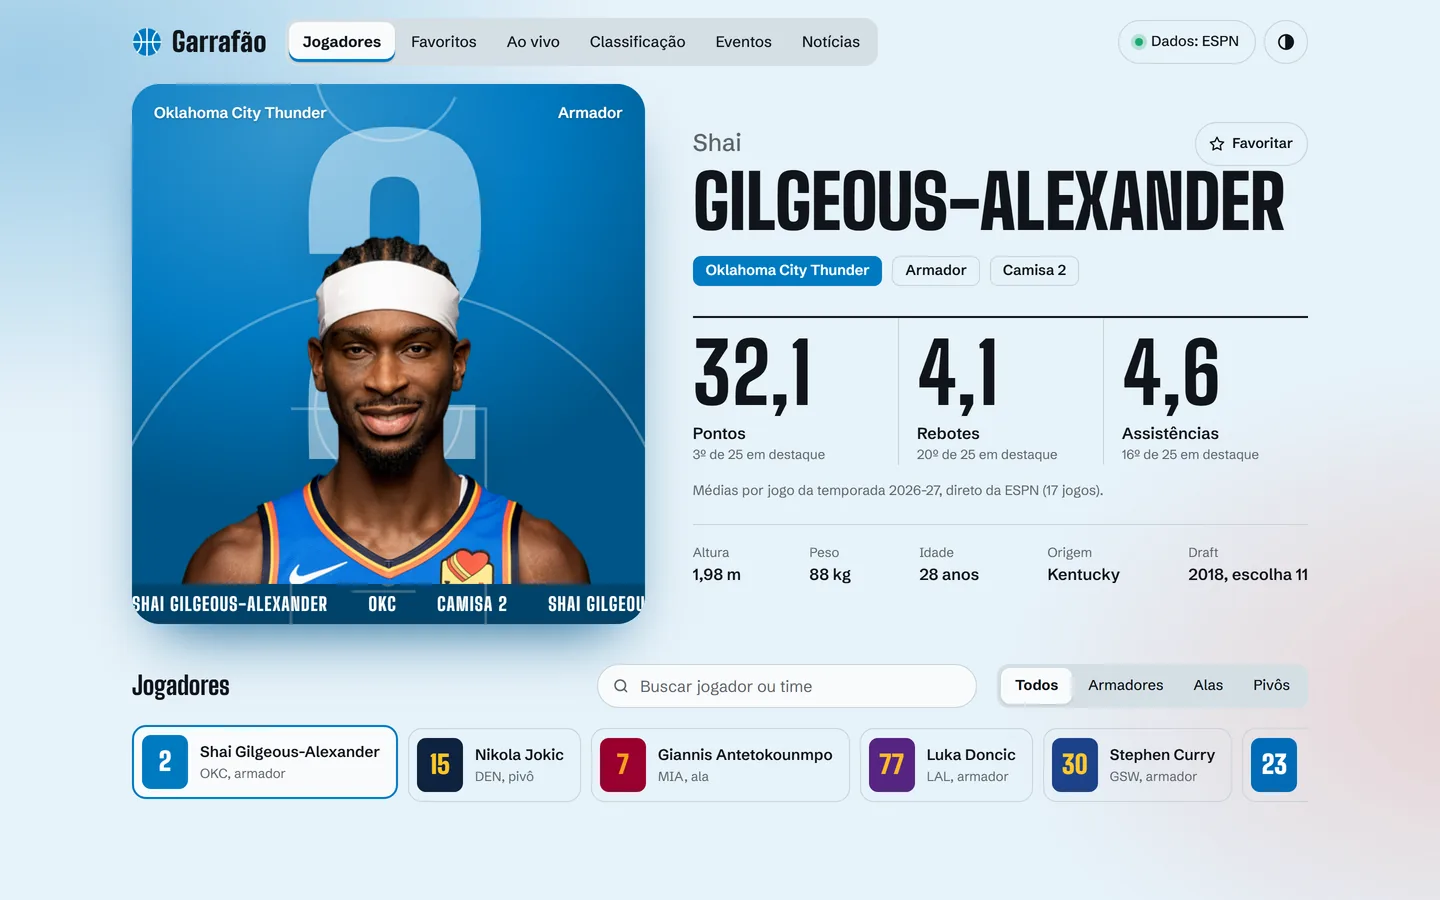 Garrafão
Jogadores
Favoritos
Ao vivo
Classificação
Eventos
Notícias
Dados: ESPN
Oklahoma City Thunder
Armador
2
SHAI GILGEOUS-ALEXANDER OKC CAMISA 2 SHAI GILGEOU
Shai
Favoritar
GILGEOUS-ALEXANDER
Oklahoma City Thunder
Armador
Camisa 2
32,1
Pontos
3º de 25 em destaque
4,1
Rebotes
20º de 25 em destaque
4,6
Assistências
16º de 25 em destaque
Médias por jogo da temporada 2026-27, direto da ESPN (17 jogos).
Altura
1,98 m
Peso
88 kg
Idade
28 anos
Origem
Kentucky
Draft
2018, escolha 11
Jogadores
Buscar jogador ou time
Todos
Armadores
Alas
Pivôs
2
Shai Gilgeous-Alexander
OKC, armador
15
Nikola Jokic
DEN, pivô
7
Giannis Antetokounmpo
MIA, ala
77
Luka Doncic
LAL, armador
30
Stephen Curry
GSW, armador
23